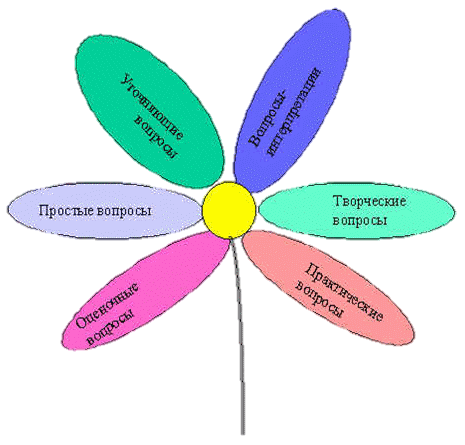 Уточняющие
вопросы
Вопросы-
интерпретации
Простые вопросы
Творческие
вопросы
Оценочные
вопросы
Практические
вопросы